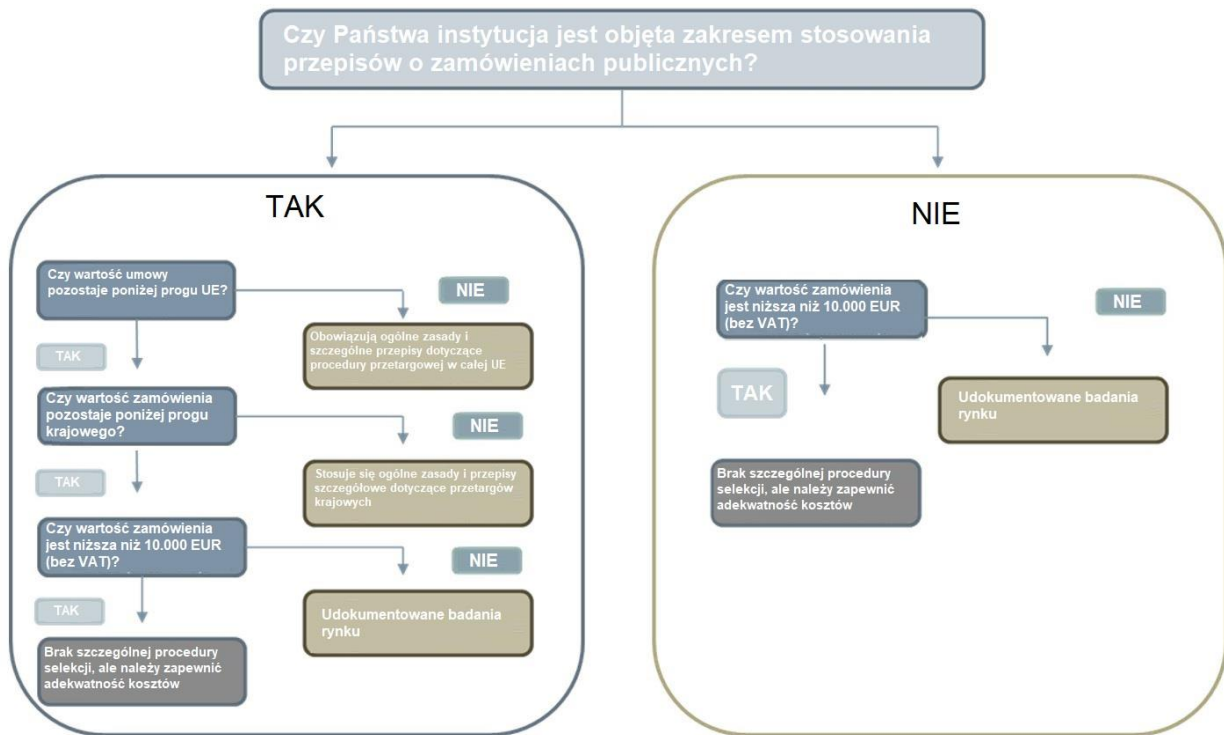 Czy Państwa instytucja jest objęta zakresem stosowania
przepisów o zamówieniach publicznych?
TAK
Czy wartość umowy
pozostaje poniżej progu UE?
NIE
Obowiązują ogólne zasady i
szczególne przepisy dotyczące
procedury przetargowej w całej UE
TAK
Czy wartość zamówienia
pozostaje poniżej progu
krajowego?
NIE
Stosuje się ogólne zasady i przepisy
szczegółowe dotyczące przetargów
krajowych
TAK
Czy wartość zamówienia
jest niższa niż 10.000 EUR
(bez VAT)?
NIE
Udokumentowane badania
rynku
TAK
Brak szczególnej procedury
selekcji, ale należy zapewnić
adekwatność kosztów
NIE
Czy wartość zamówienia
jest niższa niż 10.000 EUR
(bez VAT)?
NIE
Udokumentowane badania
rynku
TAK
Brak szczególnej procedury
selekcji, ale należy zapewnić
adekwatność kosztów